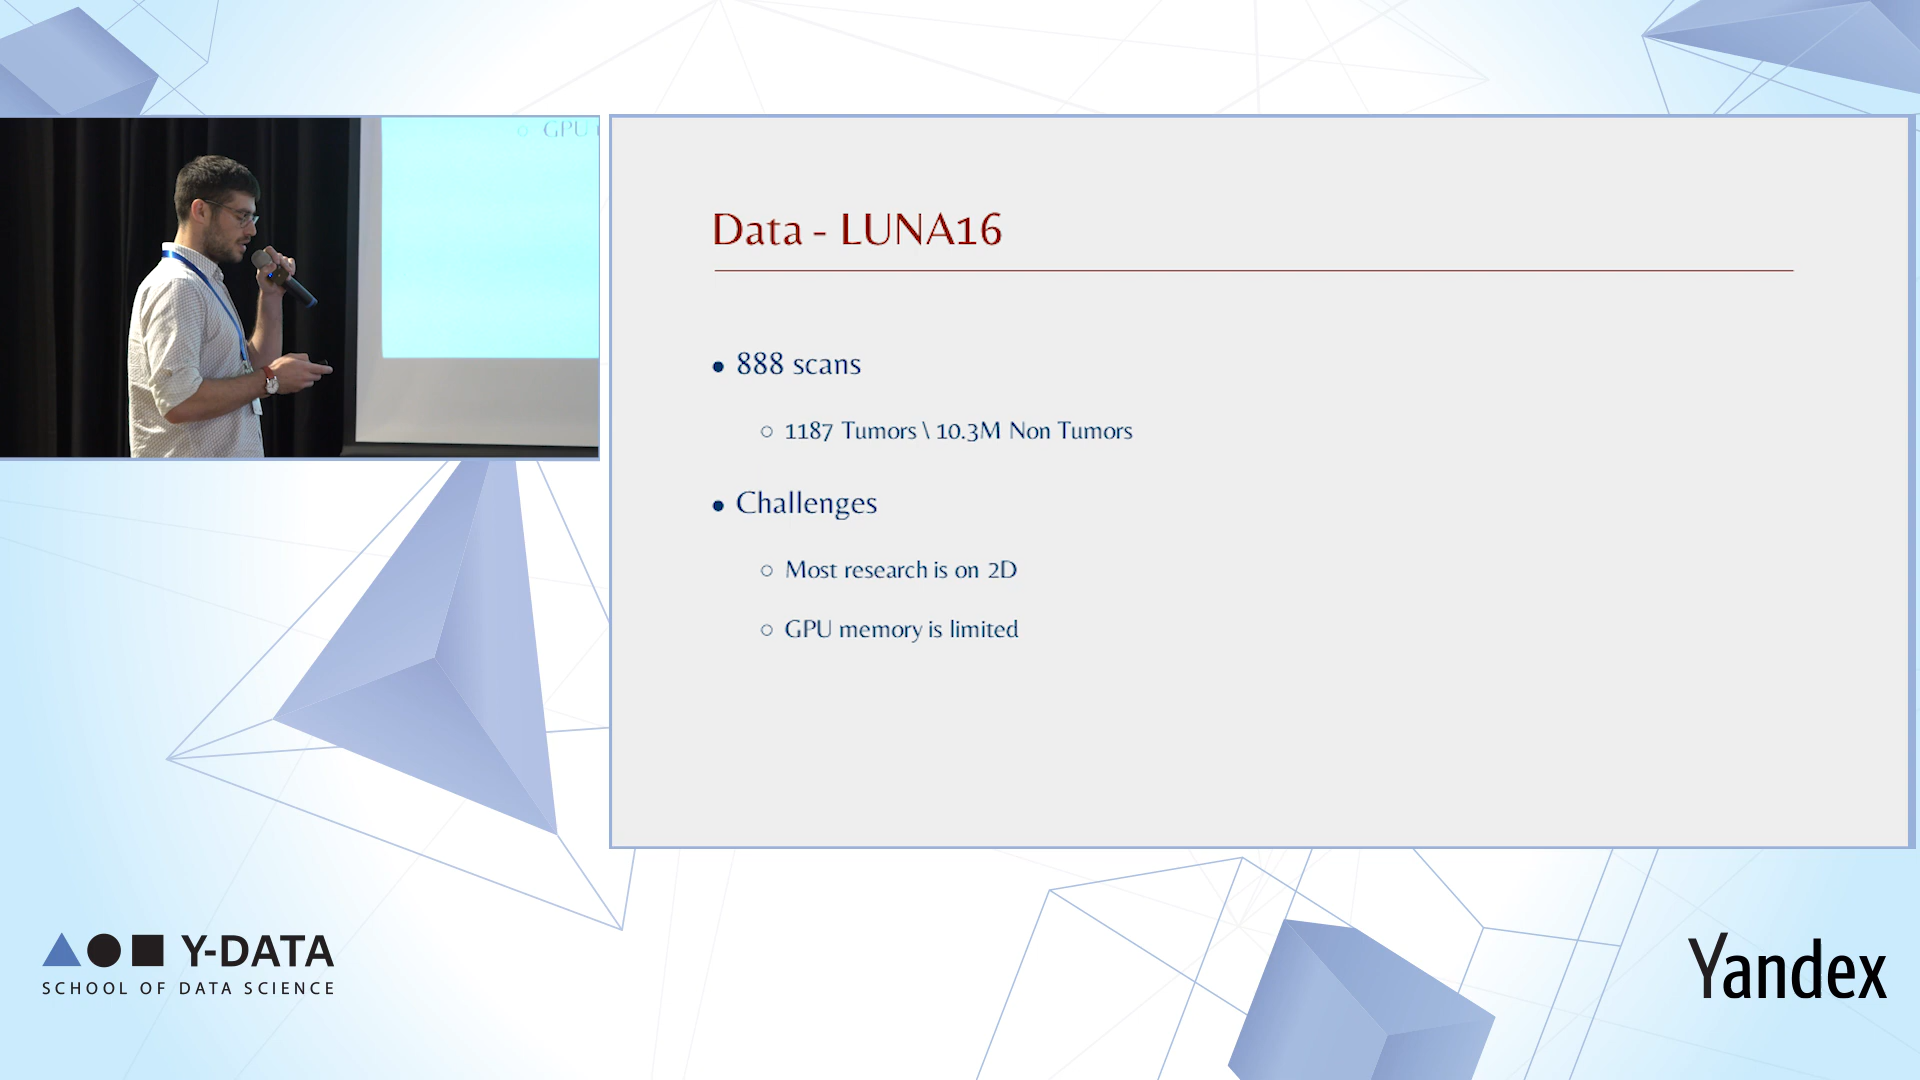 GPU
Data - LUNA16
888 scans
1187 Tumors \ 10.3M Non Tumors
Challenges
Most research is on 2D
GPU memory is limited
Y-DATA
SCHOOL OF DATA SCIENCE
Yandex